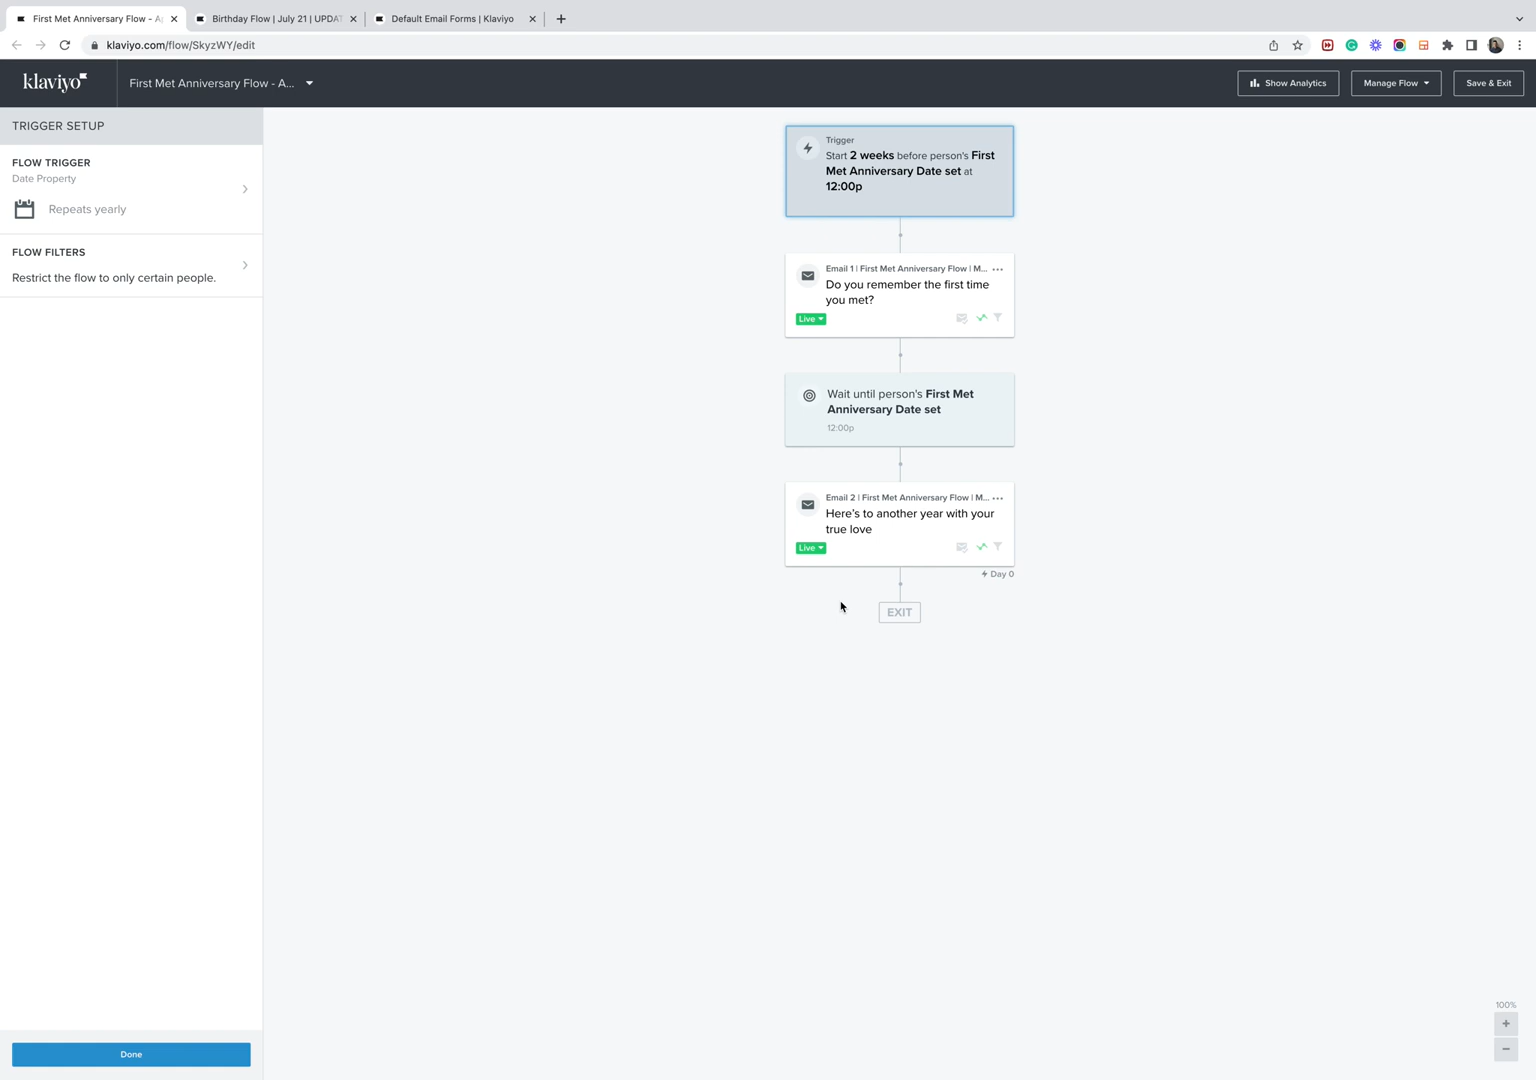 First Met Anniversary Flow - A
Birthday Flow | July 21 | UPDAT
Default Email Forms | Klaviyo
klaviyo.com/flow/SkyzWY/edit
klaviyo
First Met Anniversary Flow - A...
Show Analytics
Manage Flow
Save & Exit
TRIGGER SETUP
FLOW TRIGGER
Date Property
Repeats yearly
FLOW FILTERS
Restrict the flow to only certain people.
Done
Trigger
Start 2 weeks before person's First
Met Anniversary Date set at
12:00p
Email 1 | First Met Anniversary Flow | M...
Do you remember the first time
you met?
Live
Wait until person's First Met
Anniversary Date set
12:00p
Email 2 | First Met Anniversary Flow | M...
Here's to another year with your
true love
Live
Day 0
EXIT
100%